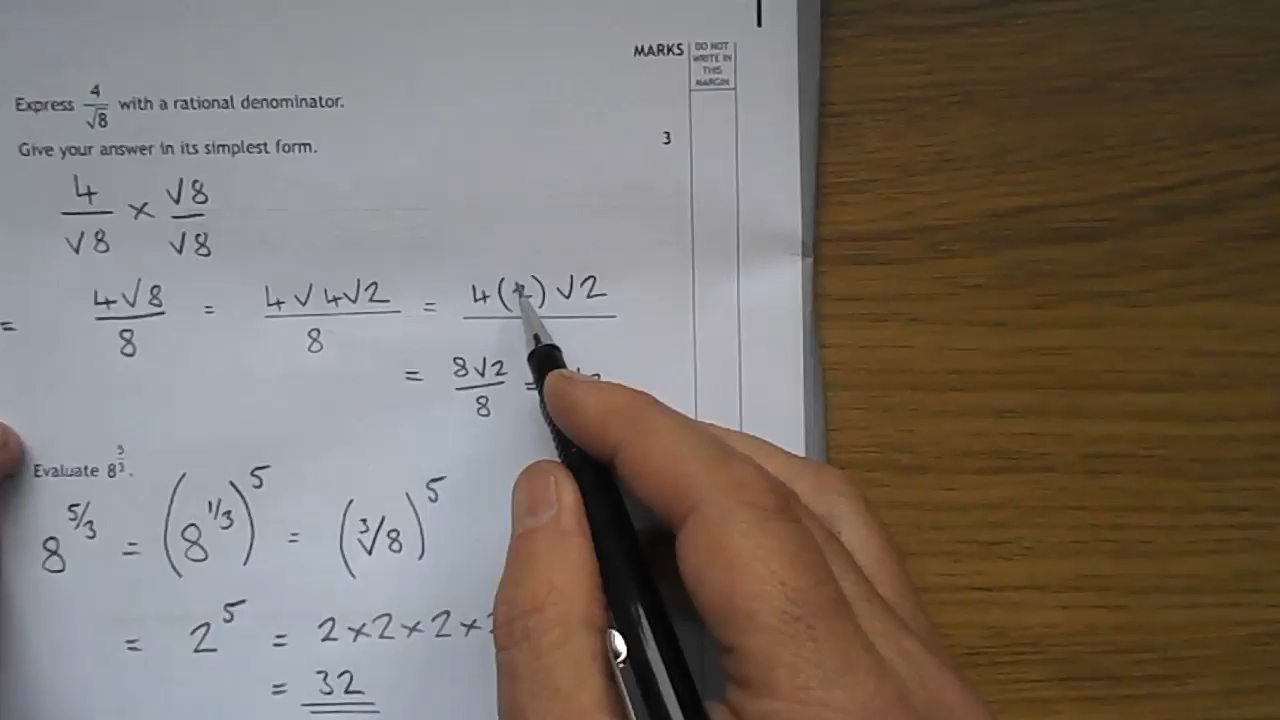 MARKS
DO NOT
WRITE IN
THIS
MARGIN
Express 4/√8 with a rational denominator.
3
Give your answer in its simplest form.
4/√8 × √8/√8
= 4√8/8 = 4√4√2/8 = 4(2)√2
= 8√2/8 =
Evaluate 8^(5/3).
8^(5/3) = (8^(1/3))^5 = (∛8)^5
= 2^5 = 2×2×2×
= 32